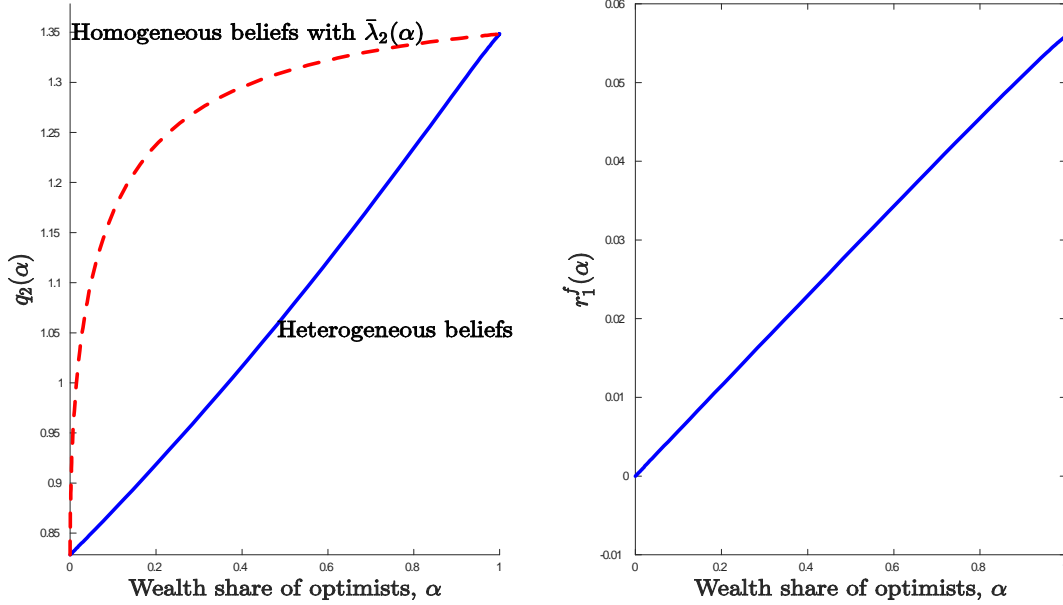 1.35
Homogeneous beliefs with λ̄₂(α)
1.3
1.25
1.2
1.15
1.1
1.05
1
0.95
0.9
0.85
q₂(α)
Heterogeneous beliefs
0 0.2 0.4 0.6 0.8 1
Wealth share of optimists, α
0.06
0.05
0.04
0.03
0.02
0.01
0
-0.01
r₁ᶠ(α)
0 0.2 0.4 0.6 0.8
Wealth share of optimists, α